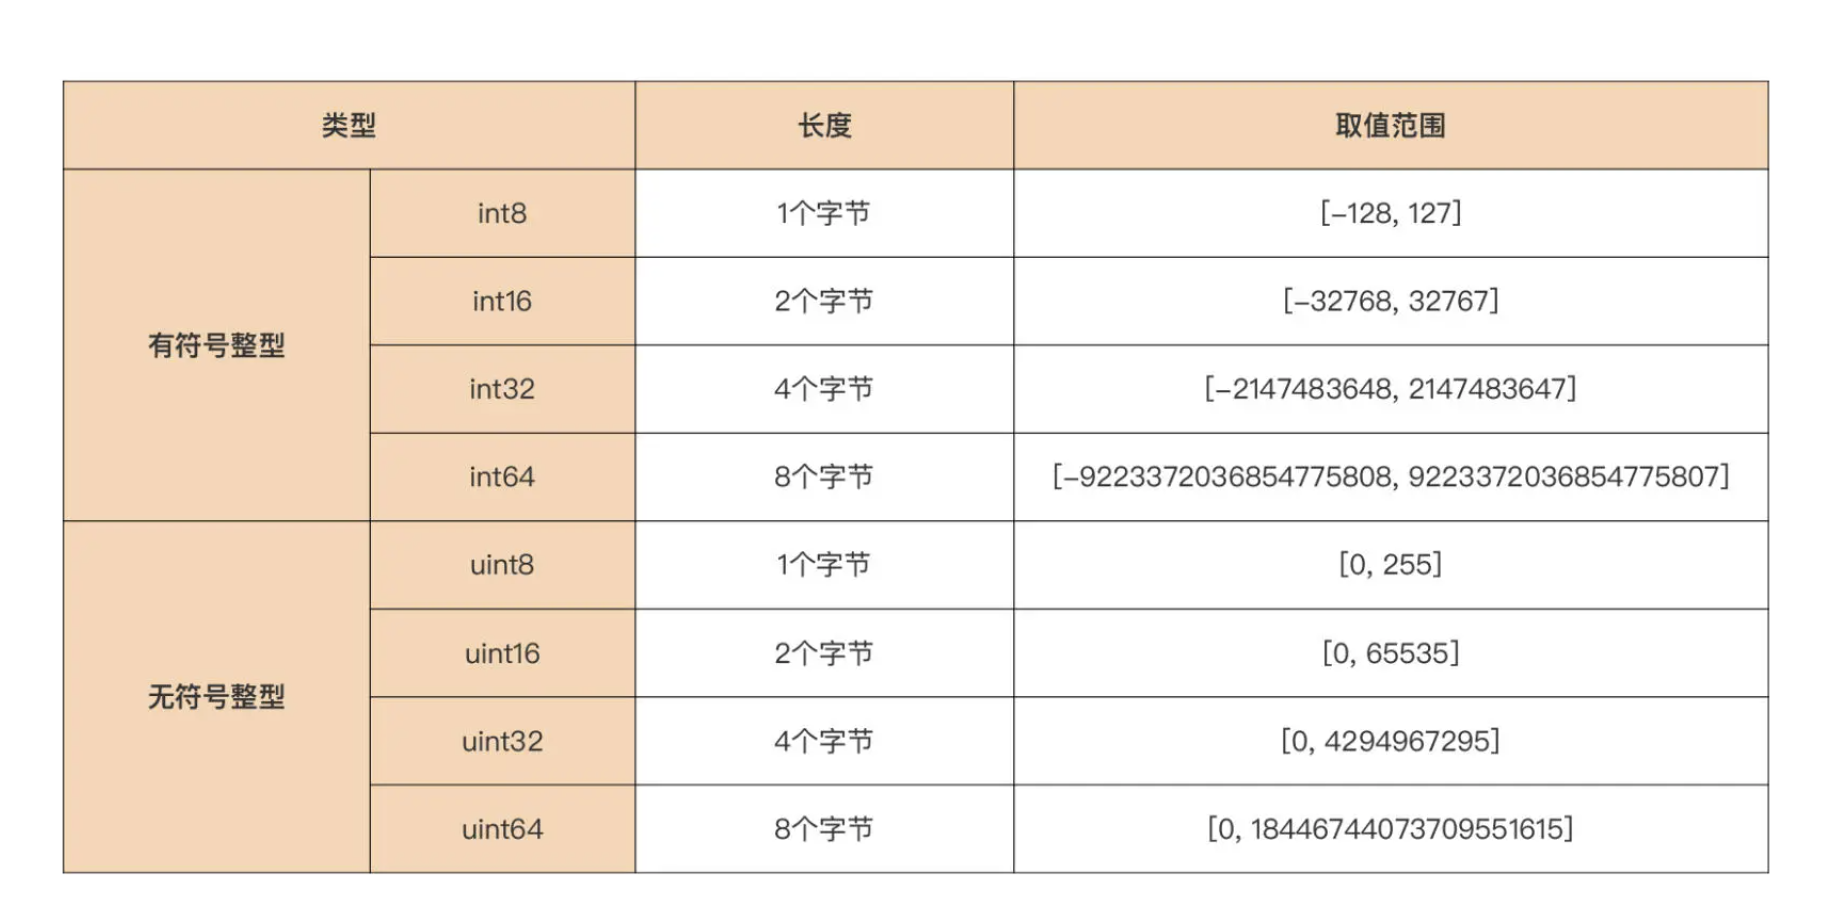 类型 长度 取值范围
有符号整型
int8 1个字节 [-128, 127]
int16 2个字节 [-32768, 32767]
int32 4个字节 [-2147483648, 2147483647]
int64 8个字节 [-9223372036854775808, 9223372036854775807]
无符号整型
uint8 1个字节 [0, 255]
uint16 2个字节 [0, 65535]
uint32 4个字节 [0, 4294967295]
uint64 8个字节 [0, 18446744073709551615]